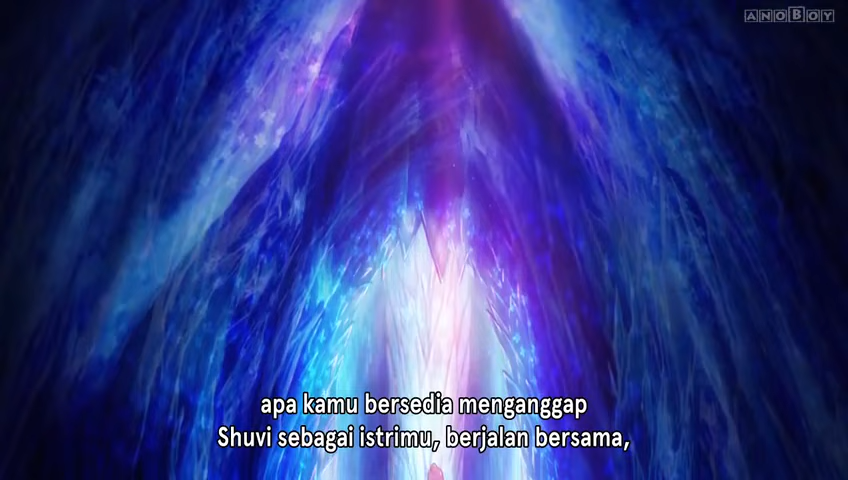 ANOBOY
apa kamu bersedia menganggap
Shuvi sebagai istrimu, berjalan bersama,